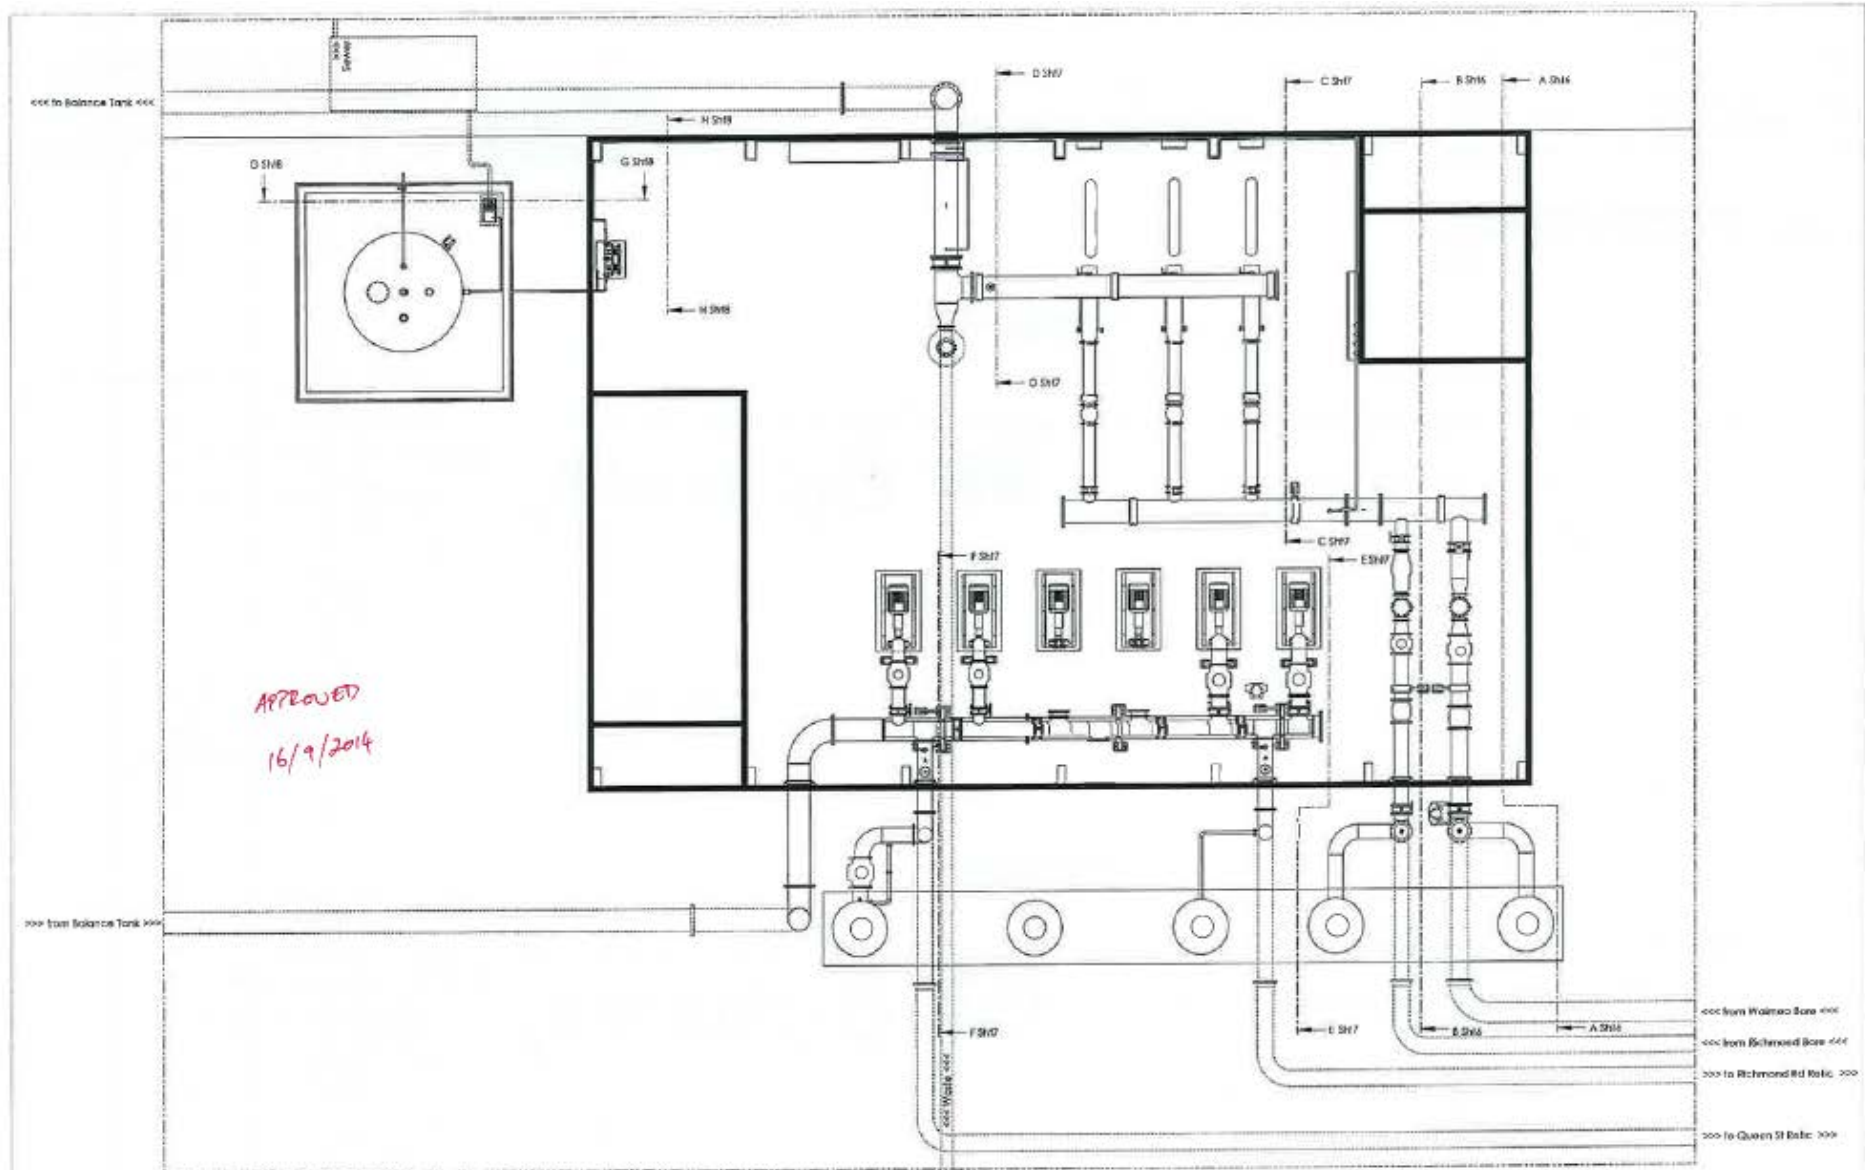 <<<
Sewer
<<< to Balance Tank <<<
D Sht7
C Sht7
B Sht6
A Sht6
H Sht8
G Sht8
G Sht8
H Sht8
D Sht7
C Sht7
F Sht7
E Sht7
APPROVED
16/9/2014
>>> from Balance Tank >>>
<<< from Waimea Bore <<<
F Sht7
E Sht7
B Sht6
A Sht6
<<< from Richmond Bore <<<
>>> to Richmond Rd Retic >>>
<<< Waste <<<
>>> to Queen St Retic >>>